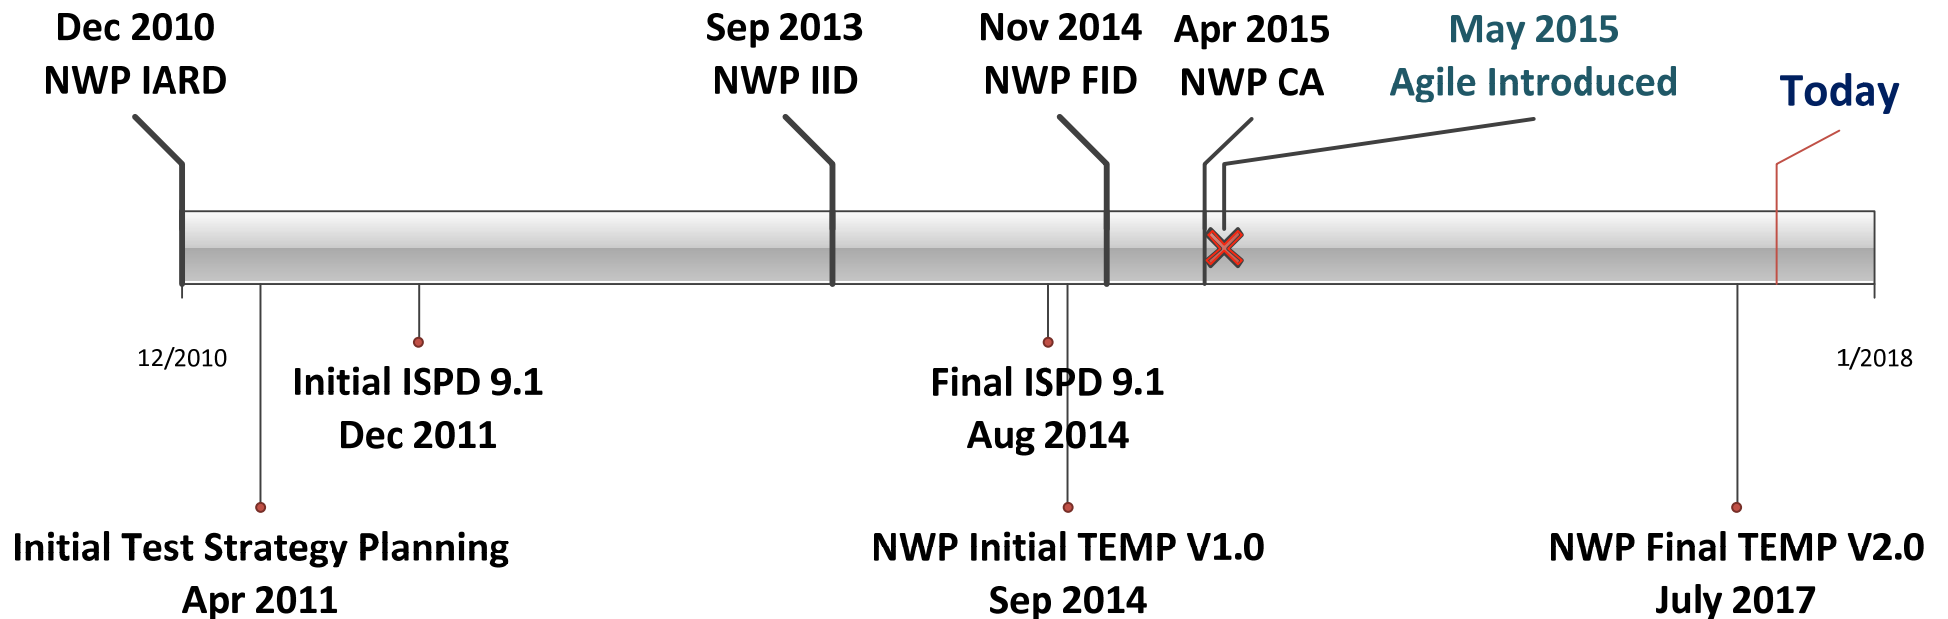 Dec 2010
NWP IARD
Sep 2013
NWP IID
Nov 2014
NWP FID
Apr 2015
NWP CA
May 2015
Agile Introduced
Today
12/2010
1/2018
Initial ISPD 9.1
Dec 2011
Final ISPD 9.1
Aug 2014
Initial Test Strategy Planning
Apr 2011
NWP Initial TEMP V1.0
Sep 2014
NWP Final TEMP V2.0
July 2017